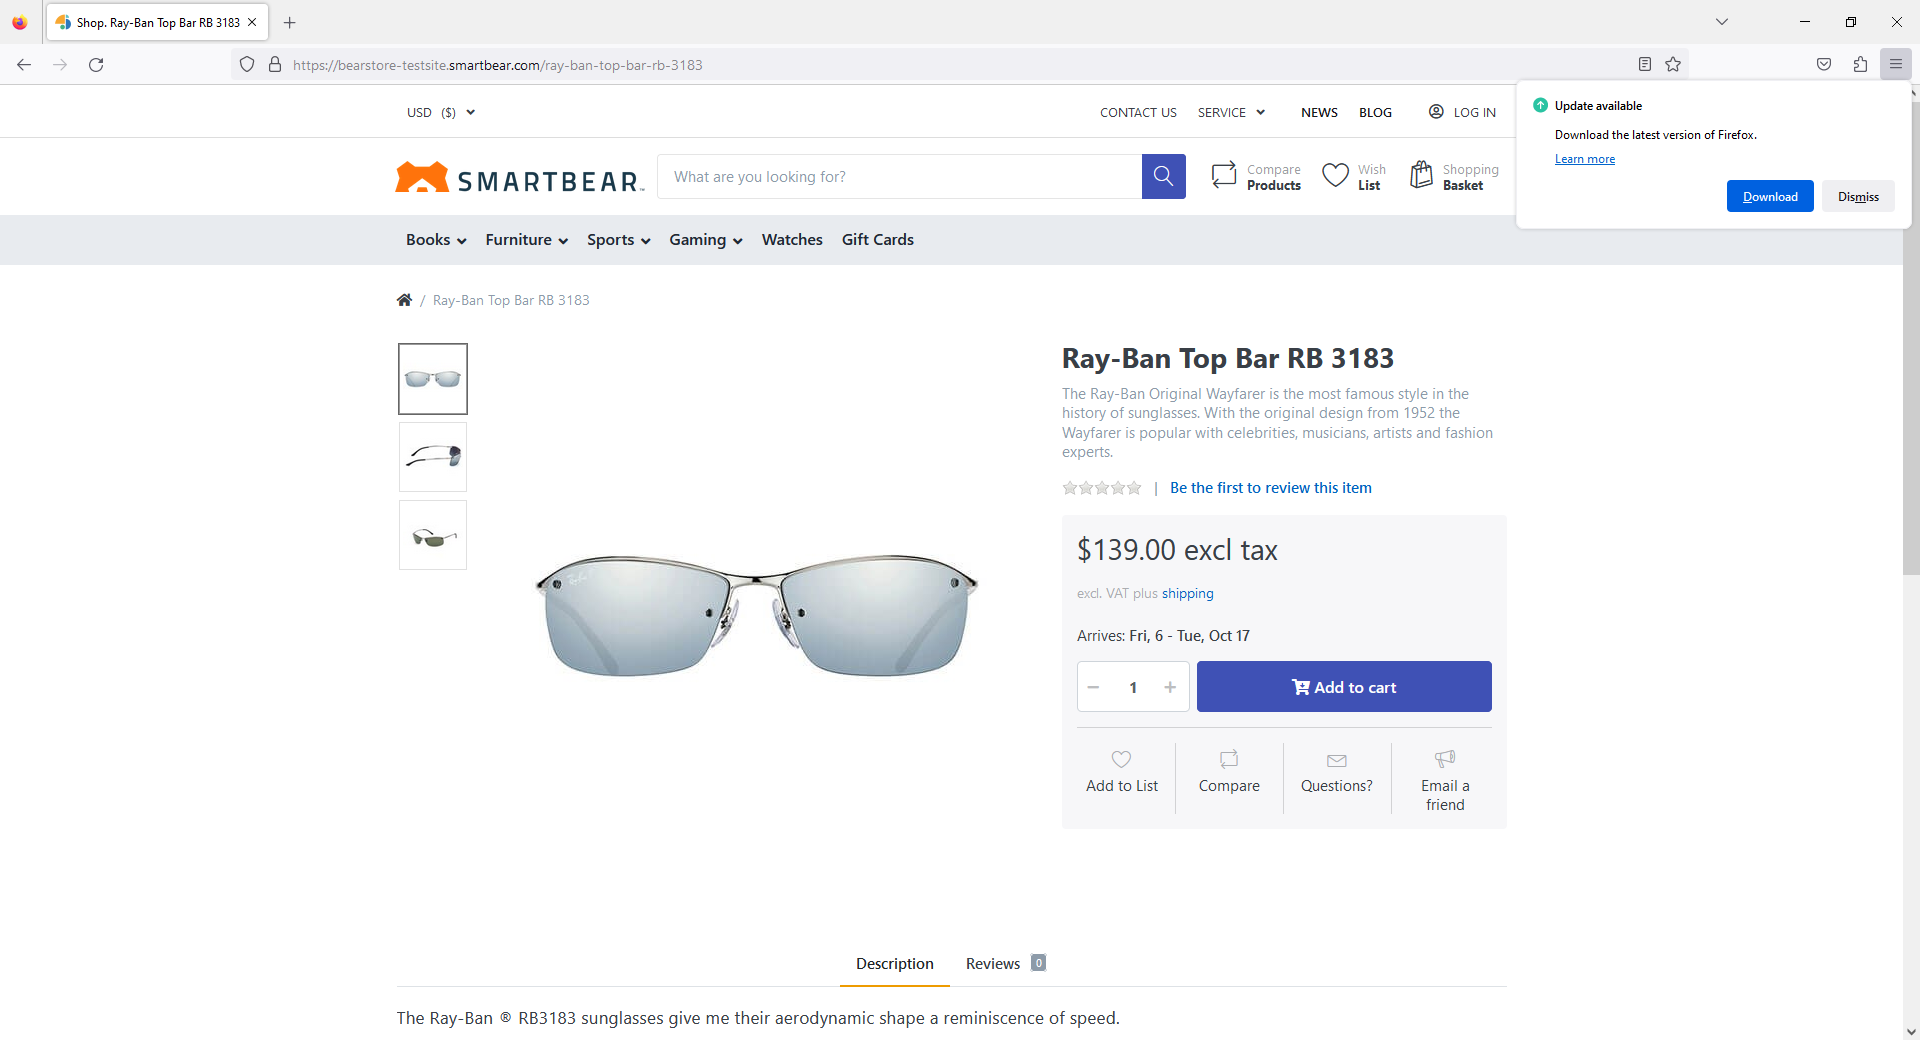 Shop. Ray-Ban Top Bar RB 3183
https://bearstore-testsite.smartbear.com/ray-ban-top-bar-rb-3183
Update available
Download the latest version of Firefox.
Learn more
Download
Dismiss
USD ($)
CONTACT US
SERVICE
NEWS
BLOG
LOG IN
SMARTBEAR
What are you looking for?
Compare
Products
Wish
List
Shopping
Basket
Books
Furniture
Sports
Gaming
Watches
Gift Cards
/ Ray-Ban Top Bar RB 3183
Ray-Ban Top Bar RB 3183
The Ray-Ban Original Wayfarer is the most famous style in the
history of sunglasses. With the original design from 1952 the
Wayfarer is popular with celebrities, musicians, artists and fashion
experts.
| Be the first to review this item
$139.00 excl tax
excl. VAT plus shipping
Arrives: Fri, 6 - Tue, Oct 17
1
Add to cart
Add to List
Compare
Questions?
Email a
friend
Description
Reviews 0
The Ray-Ban ® RB3183 sunglasses give me their aerodynamic shape a reminiscence of speed.